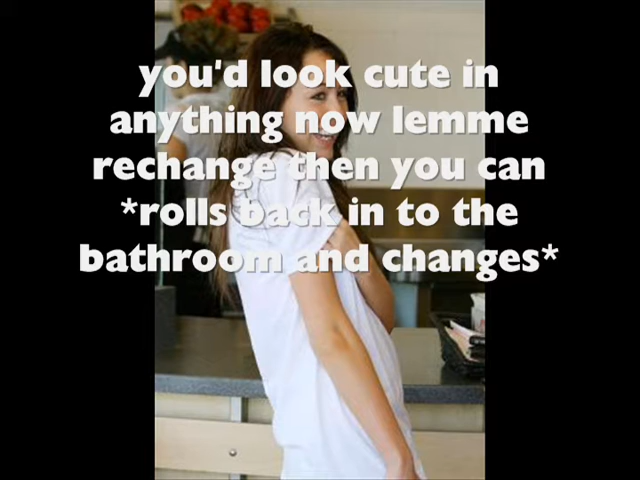 you'd look cute in
anything now lemme
rechange then you can
*rolls back in to the
bathroom and changes*